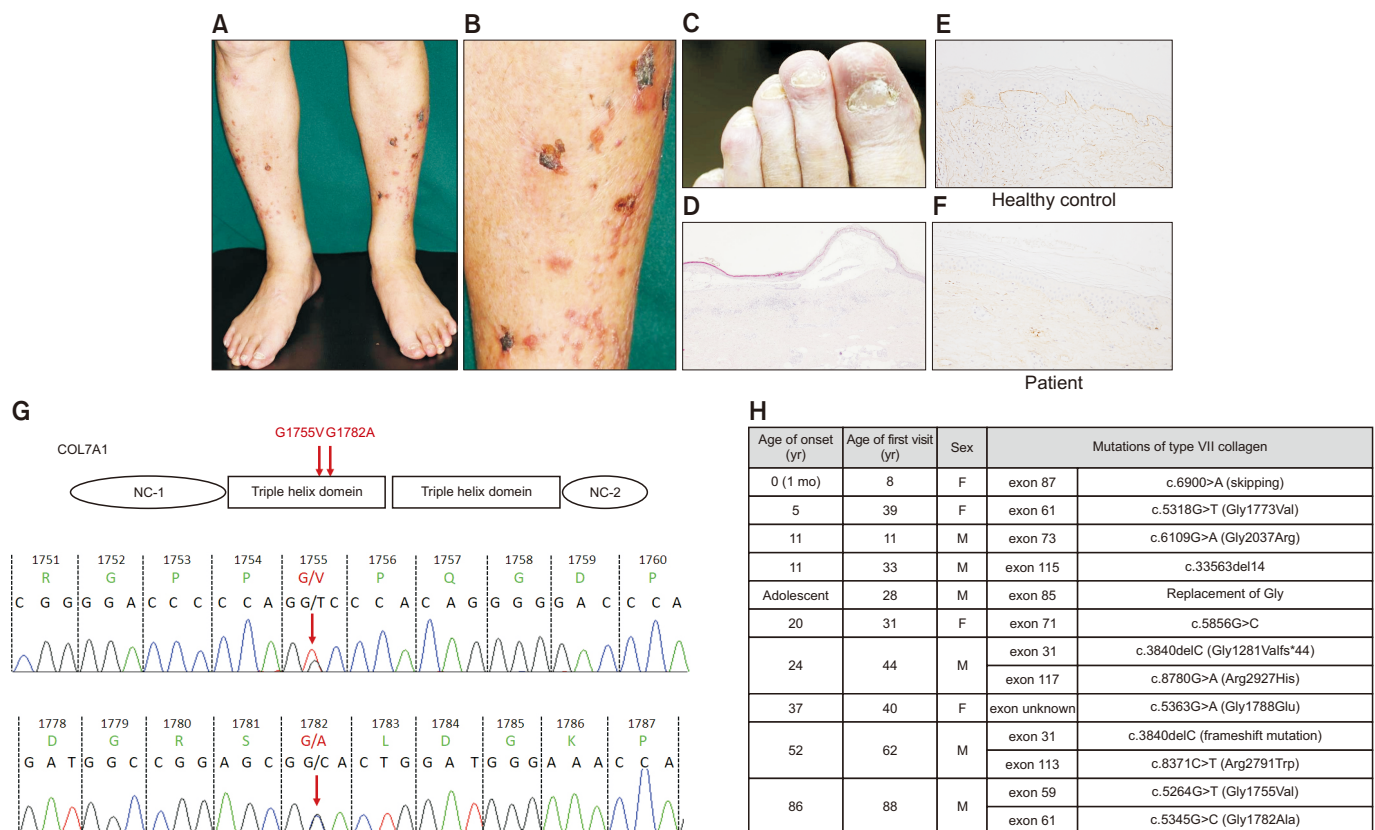 A
B
C
E
Healthy control
D
F
Patient
G
G1755V G1782A
COL7A1
NC-1
Triple helix domain
Triple helix domain
NC-2
1751 1752 1753 1754 1755 1756 1757 1758 1759 1760
R G P P G/V P Q G D P
C G G G G A C C C C C A G G/T C C C A C A G G G G G A C C C A
1778 1779 1780 1781 1782 1783 1784 1785 1786 1787
D G R S G/A L D G K P
G A T G G C C G G A G C G G/C A C T G G A T G G G A A A C C A
H
Age of onset (yr) Age of first visit (yr) Sex Mutations of type VII collagen
0 (1 mo) 8 F exon 87 c.6900>A (skipping)
5 39 F exon 61 c.5318G>T (Gly1773Val)
11 11 M exon 73 c.6109G>A (Gly2037Arg)
11 33 M exon 115 c.33563del14
Adolescent 28 M exon 85 Replacement of Gly
20 31 F exon 71 c.5856G>C
24 44 M exon 31 c.3840delC (Gly1281Valfs*44)
exon 117 c.8780G>A (Arg2927His)
37 40 F exon unknown c.5363G>A (Gly1788Glu)
52 62 M exon 31 c.3840delC (frameshift mutation)
exon 113 c.8371C>T (Arg2791Trp)
86 88 M exon 59 c.5264G>T (Gly1755Val)
exon 61 c.5345G>C (Gly1782Ala)